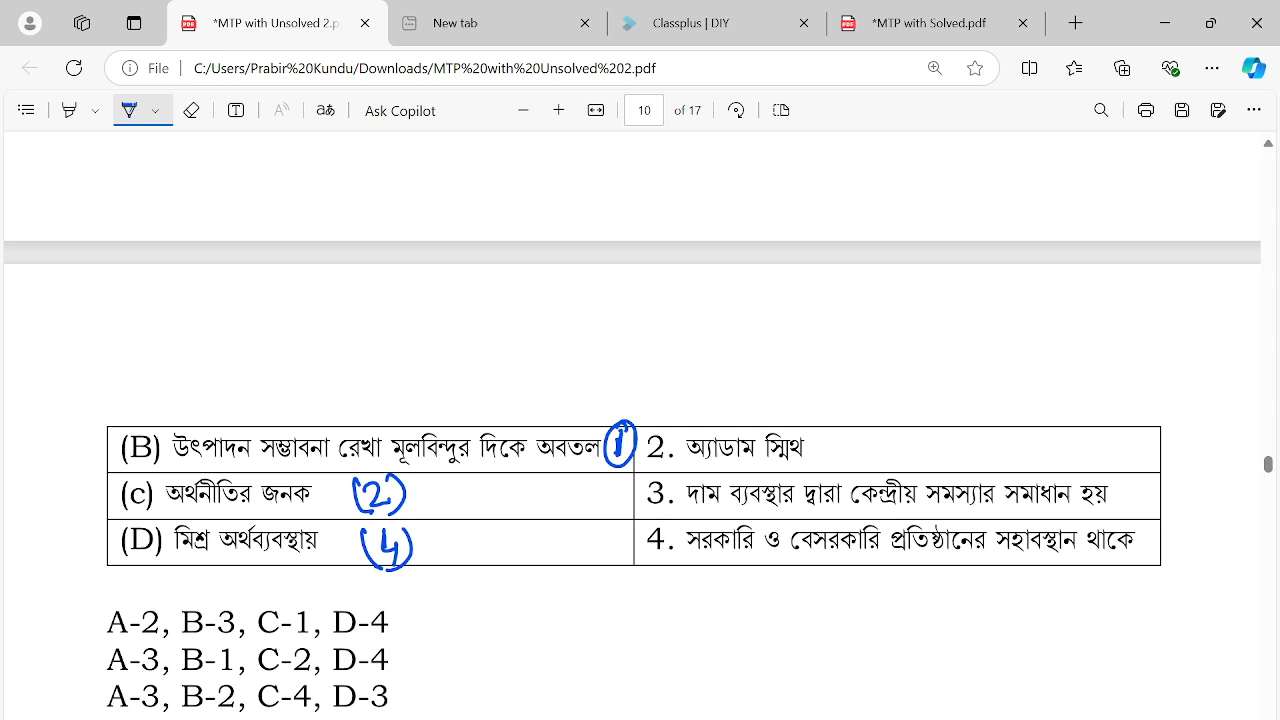 *MTP with Unsolved 2.p
New tab
Classplus | DIY
*MTP with Solved.pdf
File | C:/Users/Prabir%20Kundu/Downloads/MTP%20with%20Unsolved%202.pdf
Ask Copilot
10 of 17
(B) উৎপাদন সম্ভাবনা রেখা মূলবিন্দুর দিকে অবতল 1 2. অ্যাডাম স্মিথ
(c) অর্থনীতির জনক (2) 3. দাম ব্যবস্থার দ্বারা কেন্দ্রীয় সমস্যার সমাধান হয়
(D) মিশ্র অর্থব্যবস্থায় (4) 4. সরকারি ও বেসরকারি প্রতিষ্ঠানের সহাবস্থান থাকে
A-2, B-3, C-1, D-4
A-3, B-1, C-2, D-4
A-3, B-2, C-4, D-3